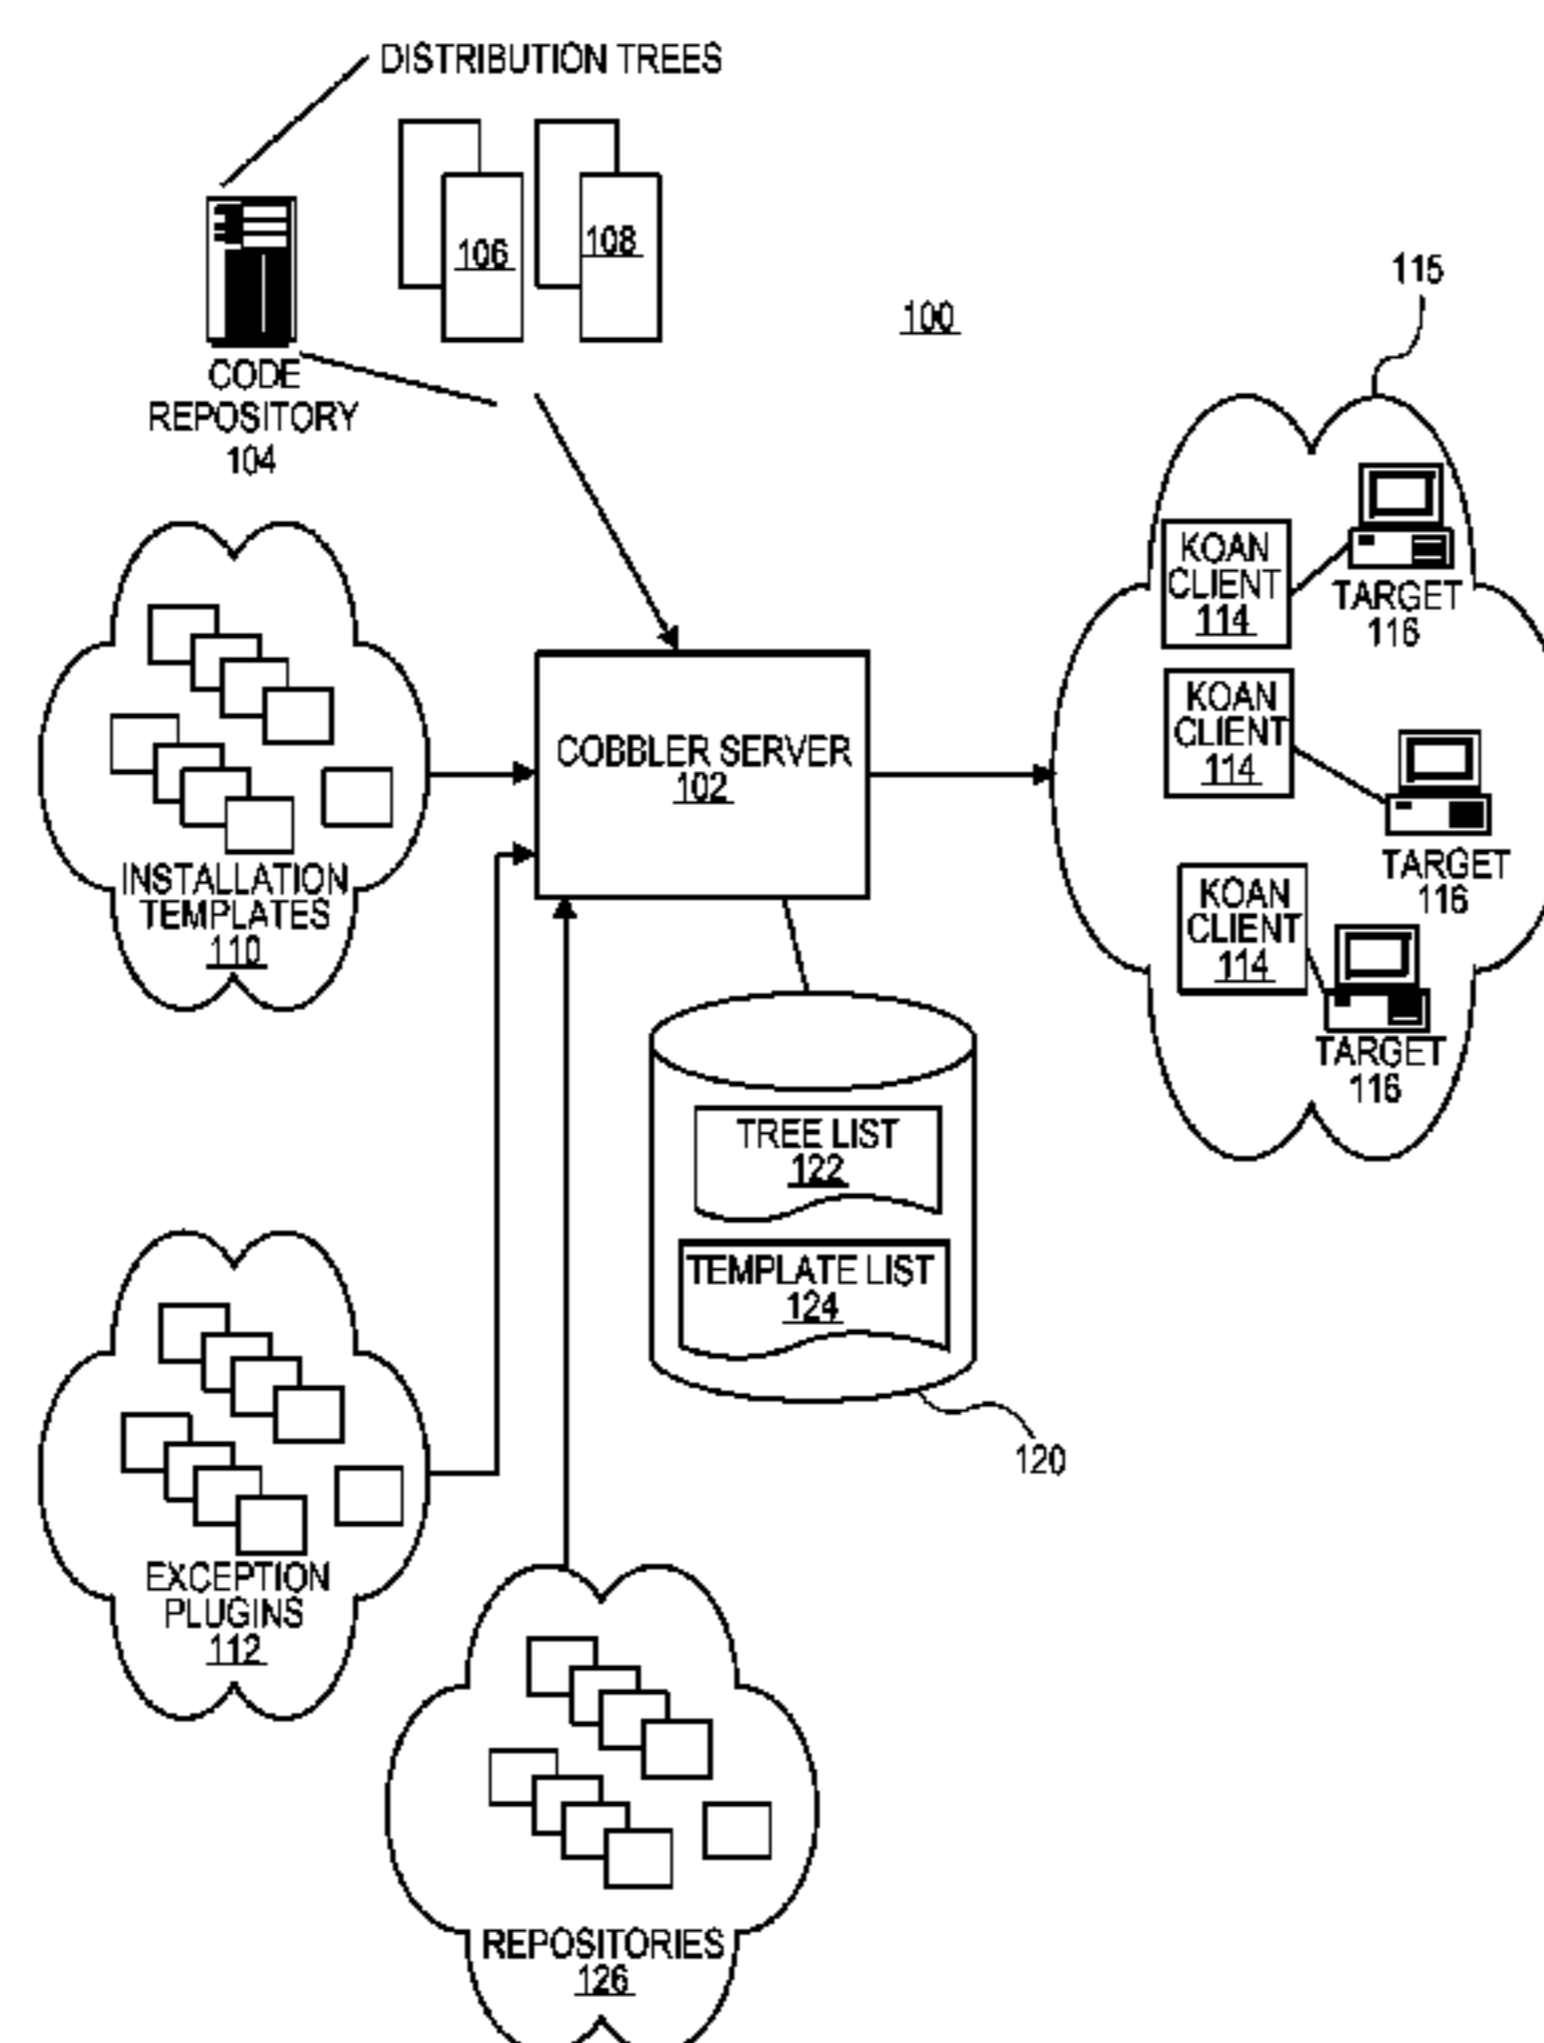 DISTRIBUTION TREES
106
108
100
115
CODE
REPOSITORY
104
KOAN
CLIENT
114
TARGET
116
KOAN
CLIENT
114
TARGET
116
KOAN
CLIENT
114
TARGET
116
COBBLER SERVER
102
INSTALLATION
TEMPLATES
110
TREE LIST
122
TEMPLATE LIST
124
120
EXCEPTION
PLUGINS
112
REPOSITORIES
126